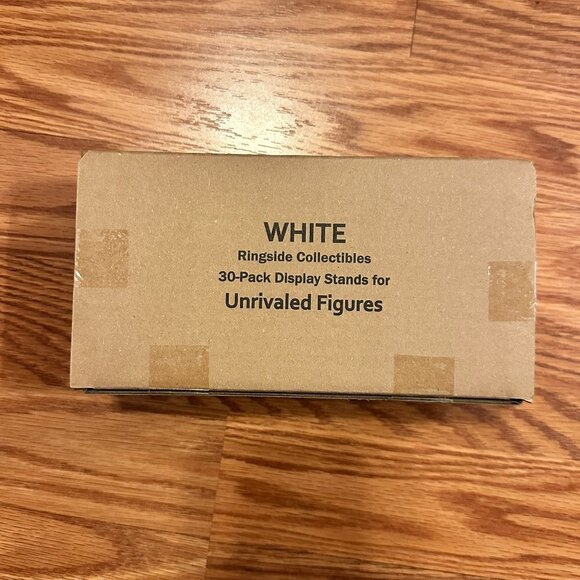 WHITE
Ringside Collectibles
30-Pack Display Stands for
Unrivaled Figures